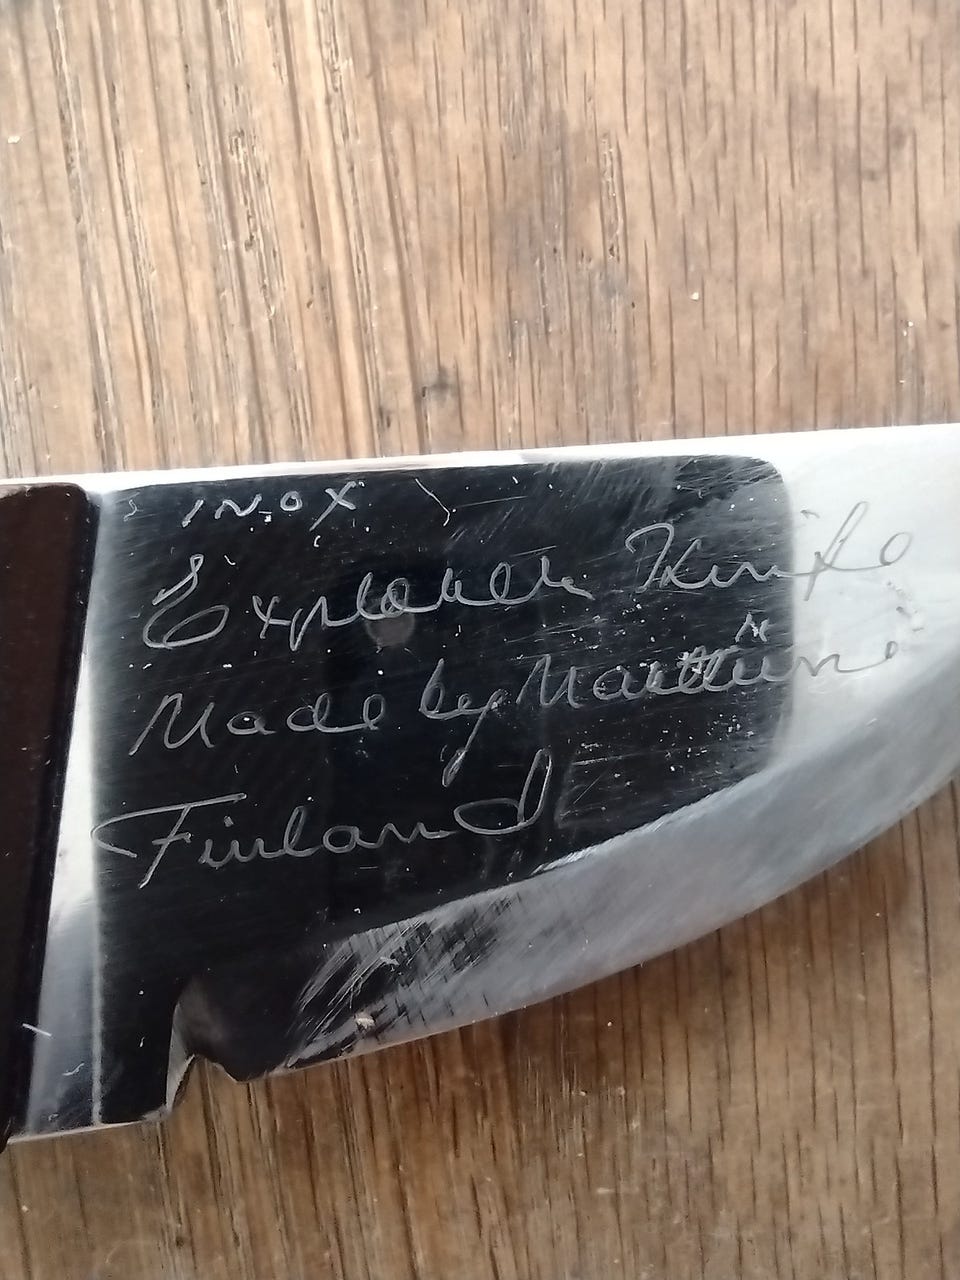 INOX
Explorer Knife
Made by Marttiini
Finland